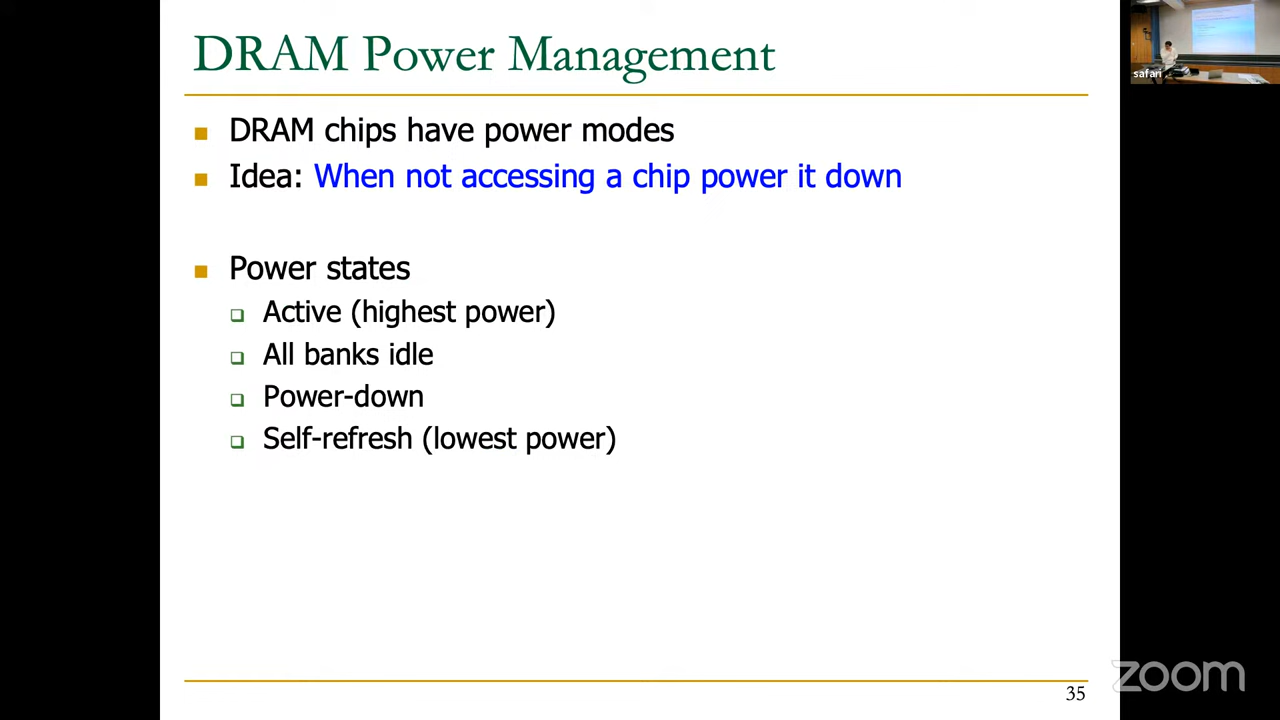 DRAM Power Management
DRAM chips have power modes
Idea: When not accessing a chip power it down
Power states
Active (highest power)
All banks idle
Power-down
Self-refresh (lowest power)
35
safari
zoom